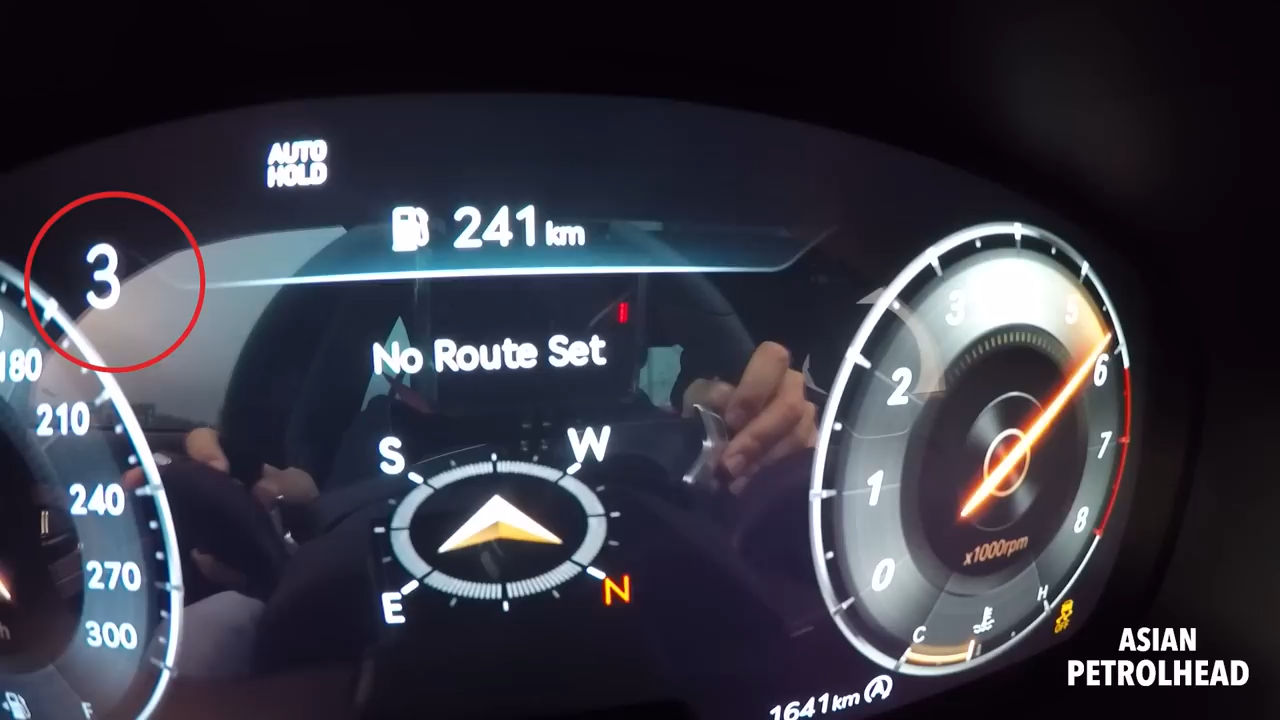 AUTO
HOLD
241 km
3
No Route Set
180
210
240
270
300
S
W
E
N
0
1
2
3
5
6
7
8
x1000rpm
C
H
OFF
F
1641 km
ASIAN
PETROLHEAD